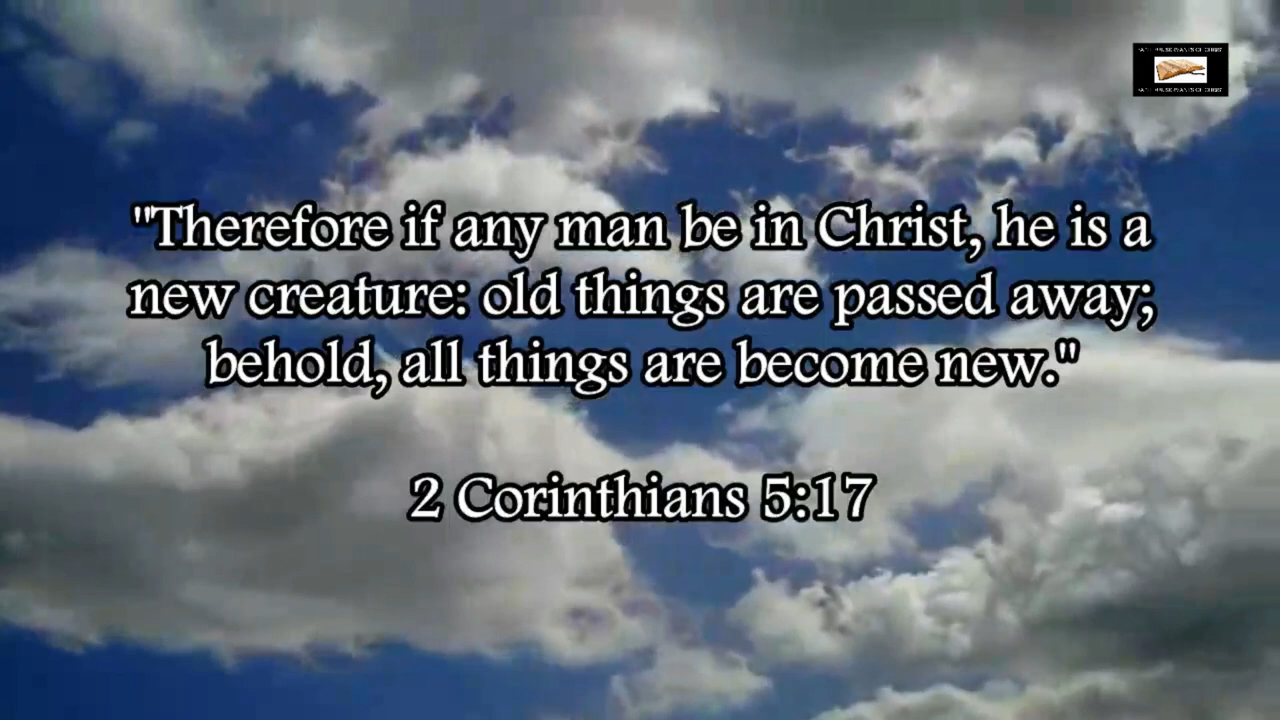 "Therefore if any man be in Christ, he is a
new creature: old things are passed away;
behold, all things are become new."
2 Corinthians 5:17